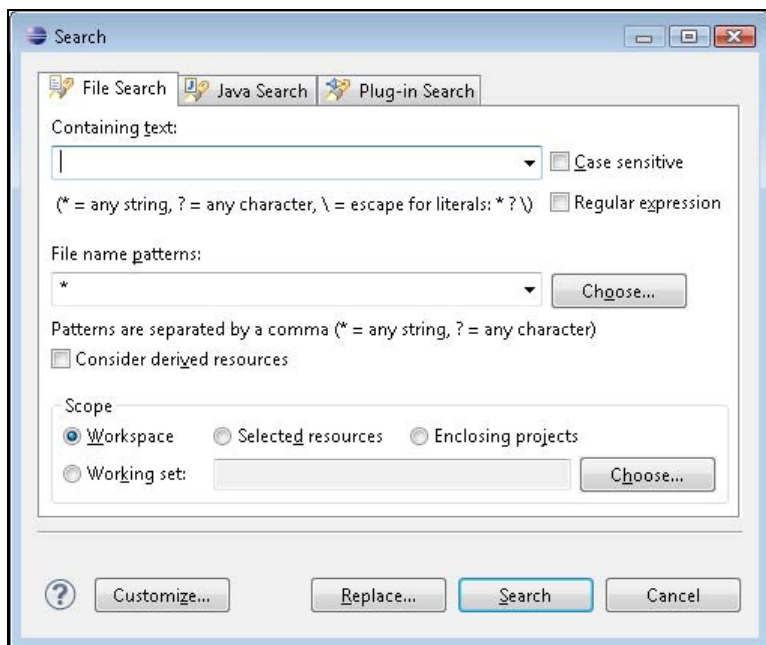 Search
File Search Java Search Plug-in Search
Containing text:
Case sensitive
(* = any string, ? = any character, \ = escape for literals: * ? \) Regular expression
File name patterns:
* Choose...
Patterns are separated by a comma (* = any string, ? = any character)
Consider derived resources
Scope
Workspace Selected resources Enclosing projects
Working set: Choose...
? Customize... Replace... Search Cancel